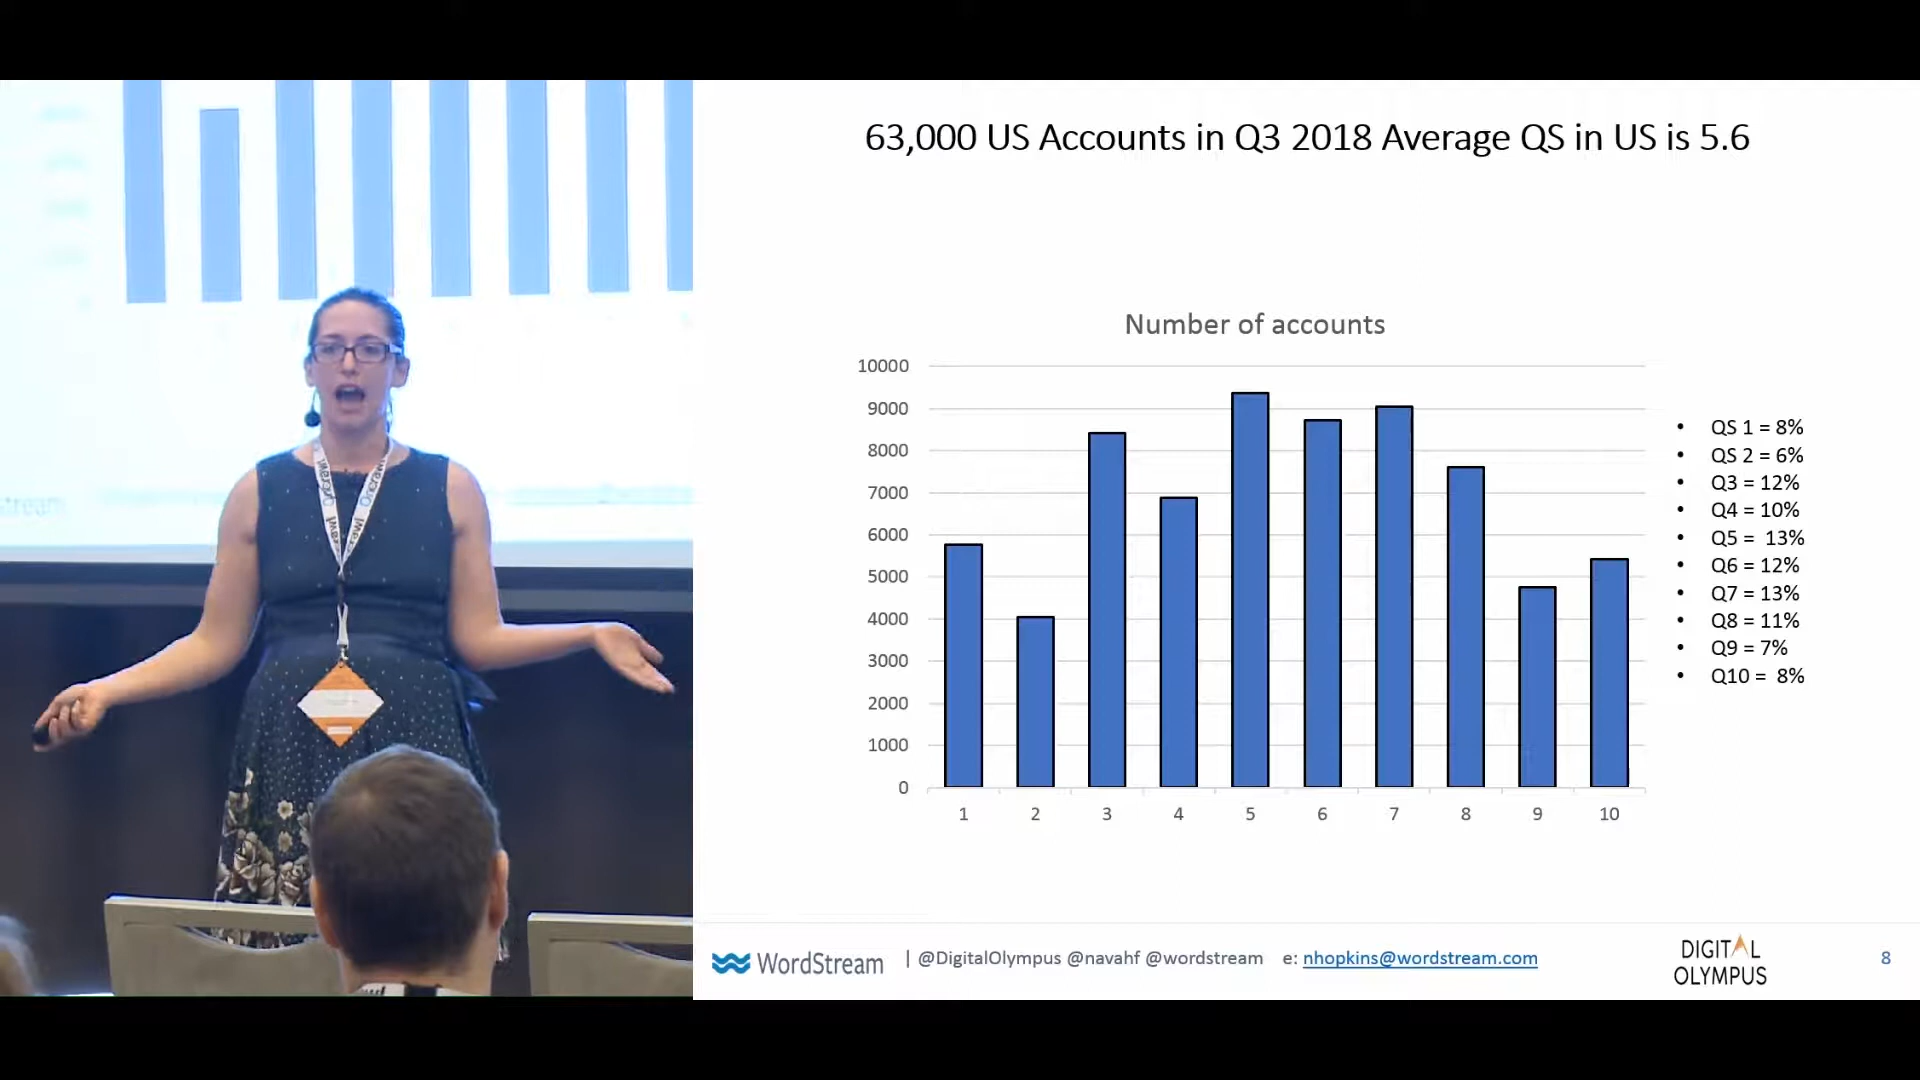 63,000 US Accounts in Q3 2018 Average QS in US is 5.6
Number of accounts
10000
9000
8000
7000
6000
5000
4000
3000
2000
1000
0
1 2 3 4 5 6 7 8 9 10
• QS 1 = 8%
• QS 2 = 6%
• Q3 = 12%
• Q4 = 10%
• Q5 = 13%
• Q6 = 12%
• Q7 = 13%
• Q8 = 11%
• Q9 = 7%
• Q10 = 8%
WordStream | @DigitalOlympus @navahf @wordstream e: nhopkins@wordstream.com
DIGITAL
OLYMPUS
8